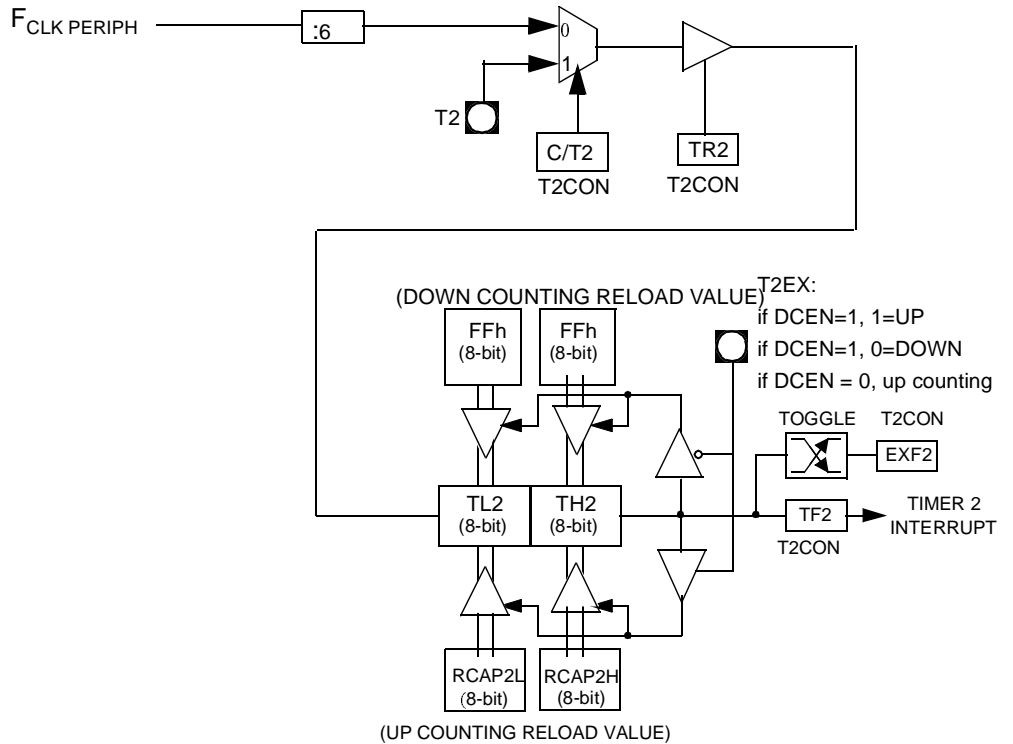 FCLK PERIPH
:6
0
1
T2
C/T2
TR2
T2CON
T2CON
T2EX:
(DOWN COUNTING RELOAD VALUE)
if DCEN=1, 1=UP
FFh
(8-bit)
FFh
(8-bit)
if DCEN=1, 0=DOWN
if DCEN = 0, up counting
TOGGLE
T2CON
EXF2
TL2
(8-bit)
TH2
(8-bit)
TF2
TIMER 2
INTERRUPT
T2CON
RCAP2L
(8-bit)
RCAP2H
(8-bit)
(UP COUNTING RELOAD VALUE)